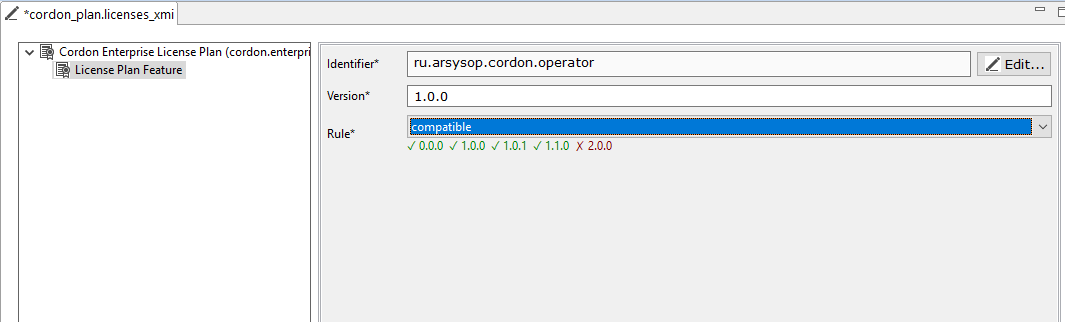 *cordon_plan.licenses_xmi
Cordon Enterprise License Plan (cordon.enterpri
License Plan Feature
Identifier* ru.arsysop.cordon.operator Edit...
Version* 1.0.0
Rule* compatible
✓ 0.0.0 ✓ 1.0.0 ✓ 1.0.1 ✓ 1.1.0 ✗ 2.0.0